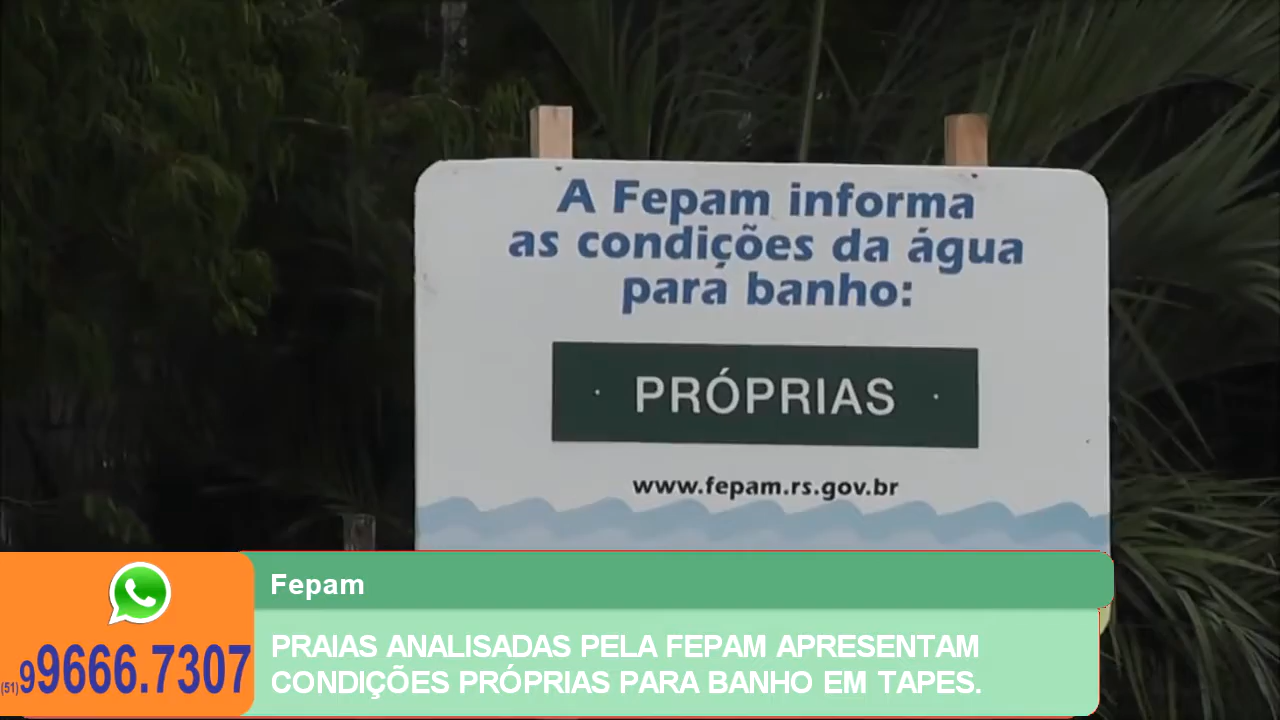 A Fepam informa
as condições da água
para banho:
PRÓPRIAS
www.fepam.rs.gov.br
Fepam
PRAIAS ANALISADAS PELA FEPAM APRESENTAM
CONDIÇÕES PRÓPRIAS PARA BANHO EM TAPES.
(51)99666.7307